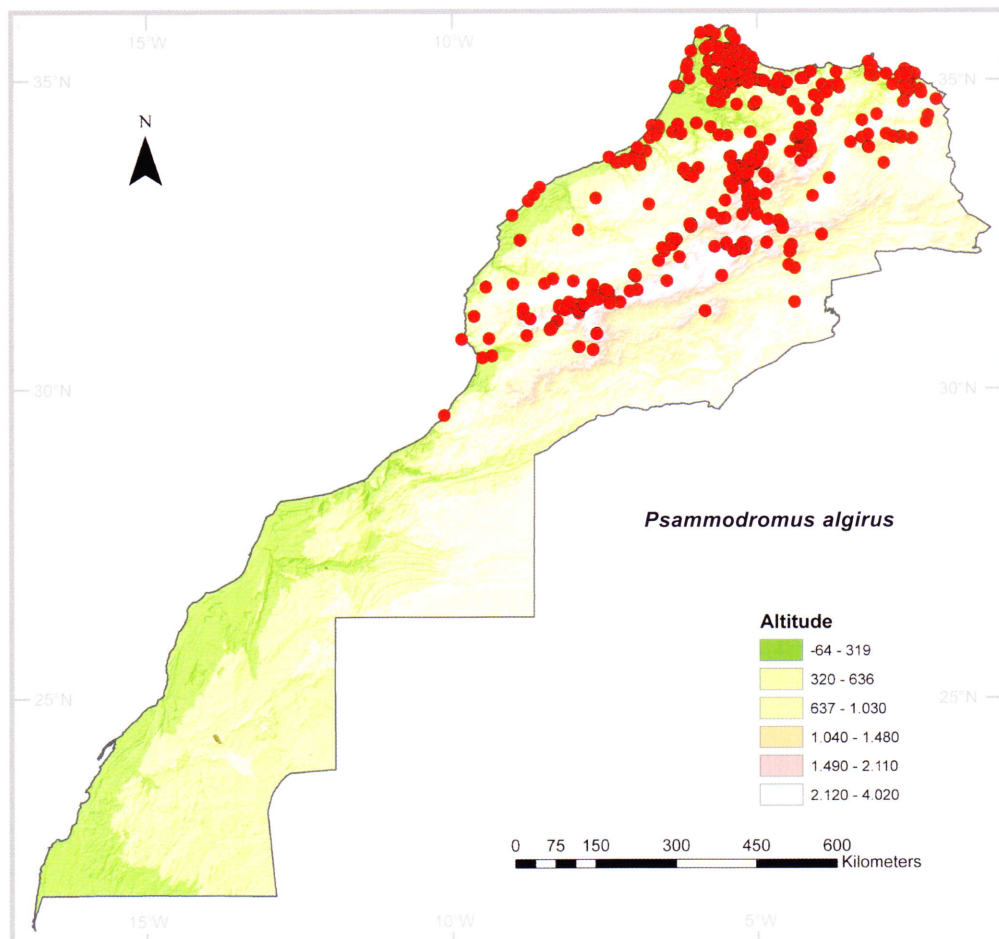 15°W 10°W 5°W
35°N 35°N
N
30°N 30°N
Psammodromus algirus
Altitude
-64 - 319
320 - 636
637 - 1.030
25°N 25°N
1.040 - 1.480
1.490 - 2.110
2.120 - 4.020
0 75 150 300 450 600
Kilometers
15°W 10°W 5°W